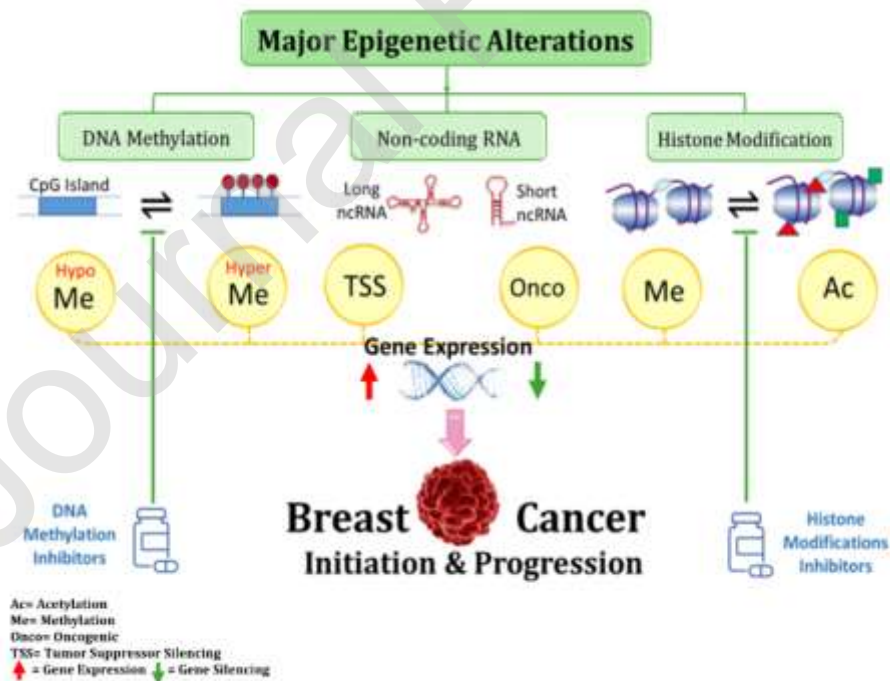 Major Epigenetic Alterations
DNA Methylation
Non-coding RNA
Histone Modification
CpG Island
Long
ncRNA
Short
ncRNA
Hypo
Me
Hyper
Me
TSS
Onco
Me
Ac
Gene Expression
Breast Cancer
Initiation & Progression
DNA
Methylation
Inhibitors
Histone
Modifications
Inhibitors
Ac= Acetylation
Me= Methylation
Onco= Oncogenic
TSS= Tumor Suppressor Silencing
= Gene Expression = Gene Silencing
Journal